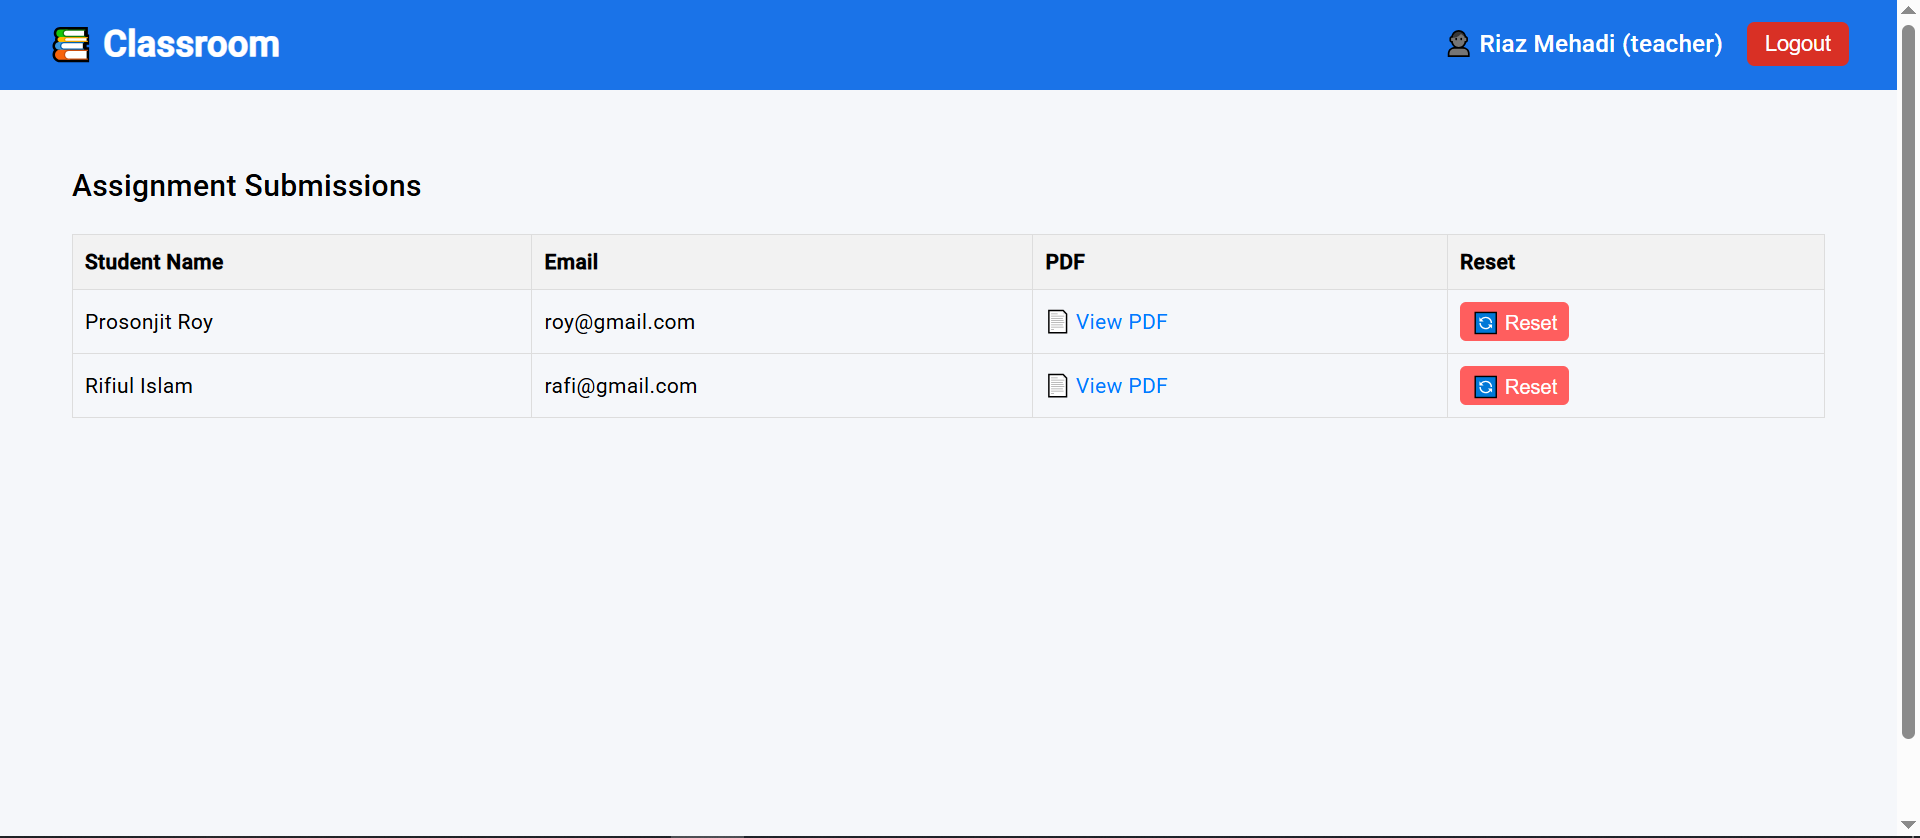 Classroom
Riaz Mehadi (teacher) Logout
Assignment Submissions
Student Name Email PDF Reset
Prosonjit Roy roy@gmail.com View PDF Reset
Rifiul Islam rafi@gmail.com View PDF Reset